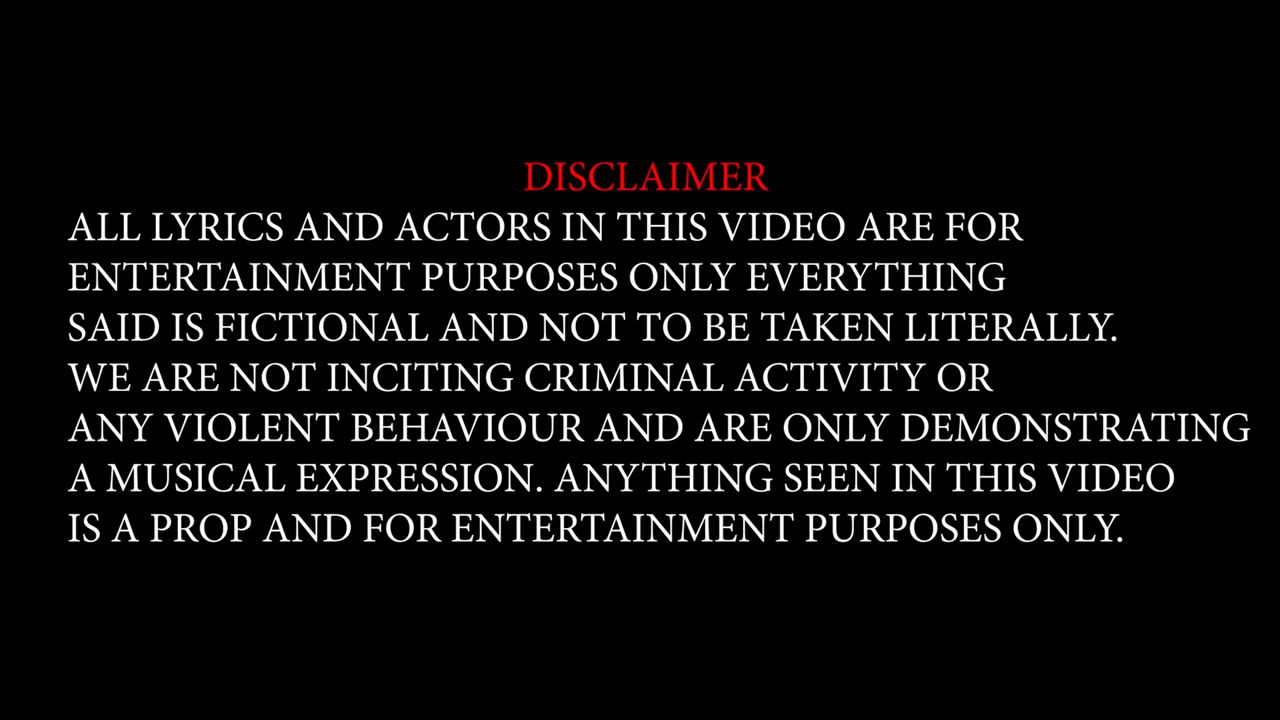 DISCLAIMER
ALL LYRICS AND ACTORS IN THIS VIDEO ARE FOR
ENTERTAINMENT PURPOSES ONLY EVERYTHING
SAID IS FICTIONAL AND NOT TO BE TAKEN LITERALLY.
WE ARE NOT INCITING CRIMINAL ACTIVITY OR
ANY VIOLENT BEHAVIOUR AND ARE ONLY DEMONSTRATING
A MUSICAL EXPRESSION. ANYTHING SEEN IN THIS VIDEO
IS A PROP AND FOR ENTERTAINMENT PURPOSES ONLY.